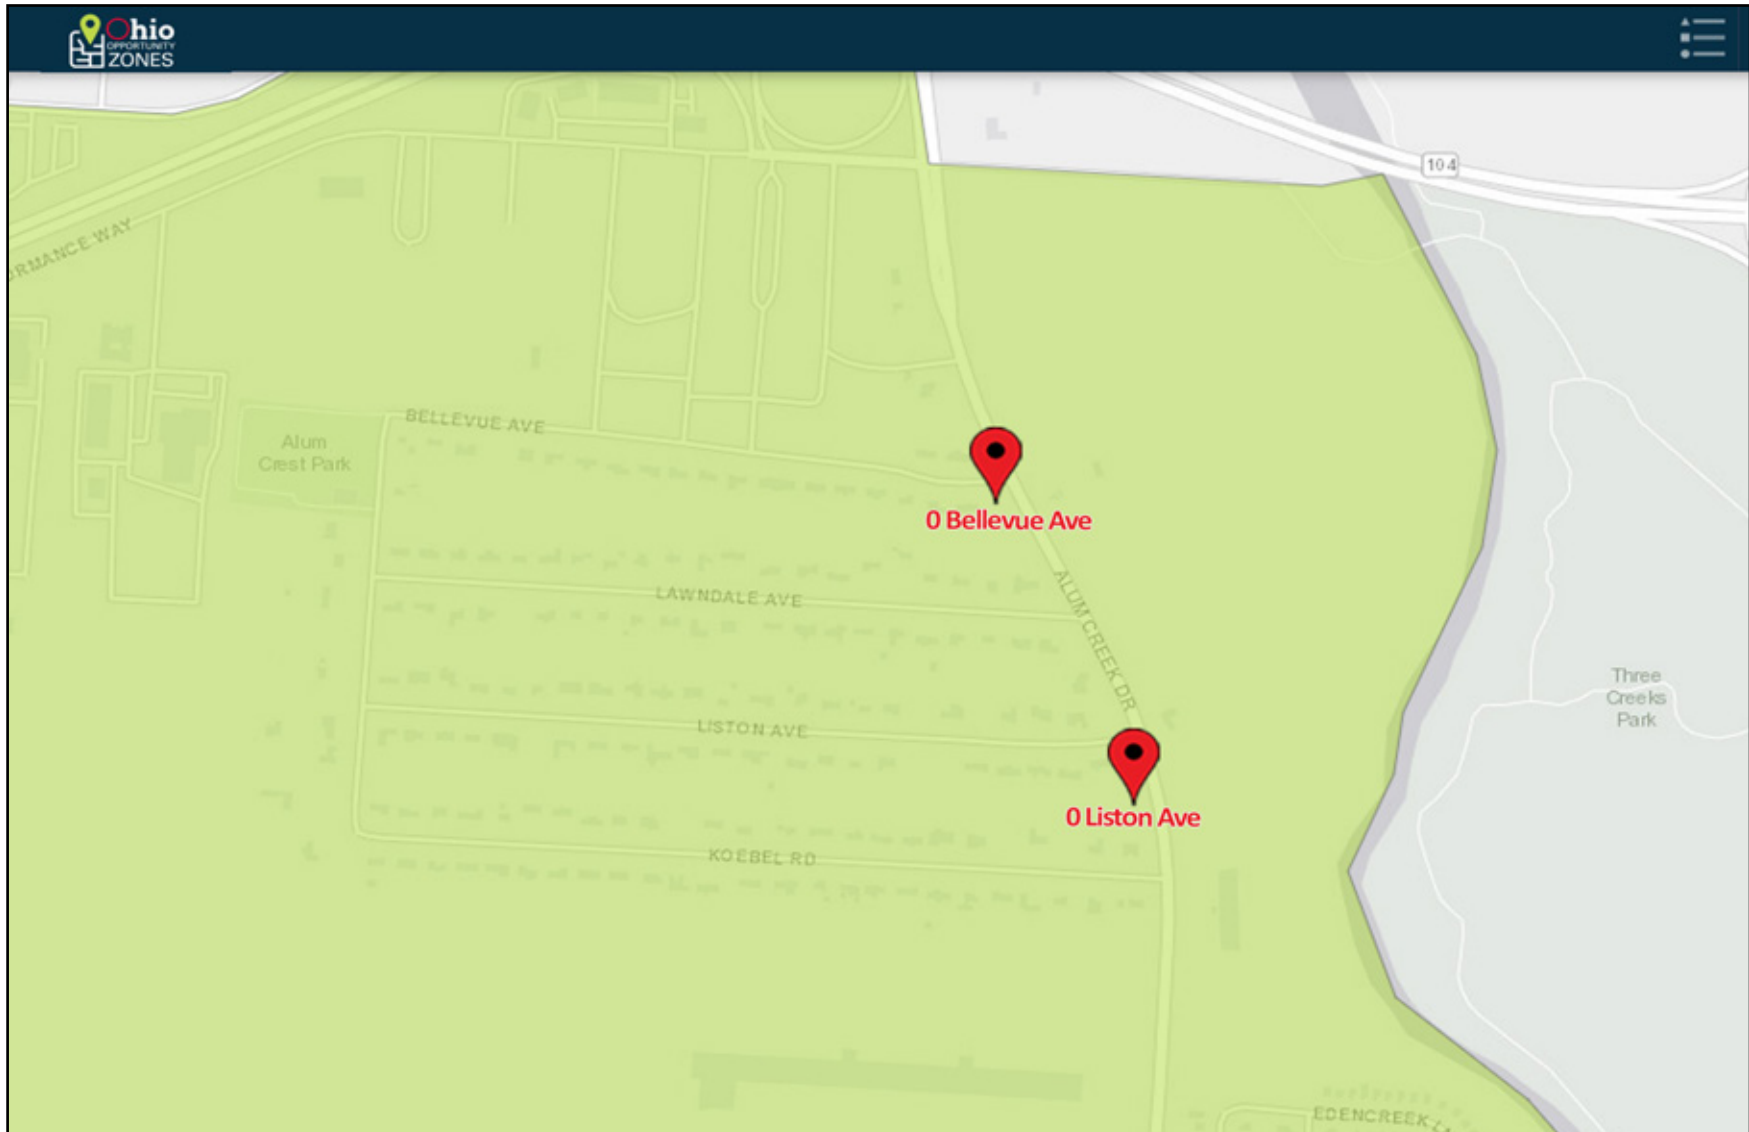 Ohio
OPPORTUNITY
ZONES
104
ORMANCE WAY
BELLEVUE AVE
Alum
Crest Park
0 Bellevue Ave
LAWNDALE AVE
ALUM CREEK DR
Three
Creeks
Park
LISTON AVE
0 Liston Ave
KOEBEL RD
EDENCREEK